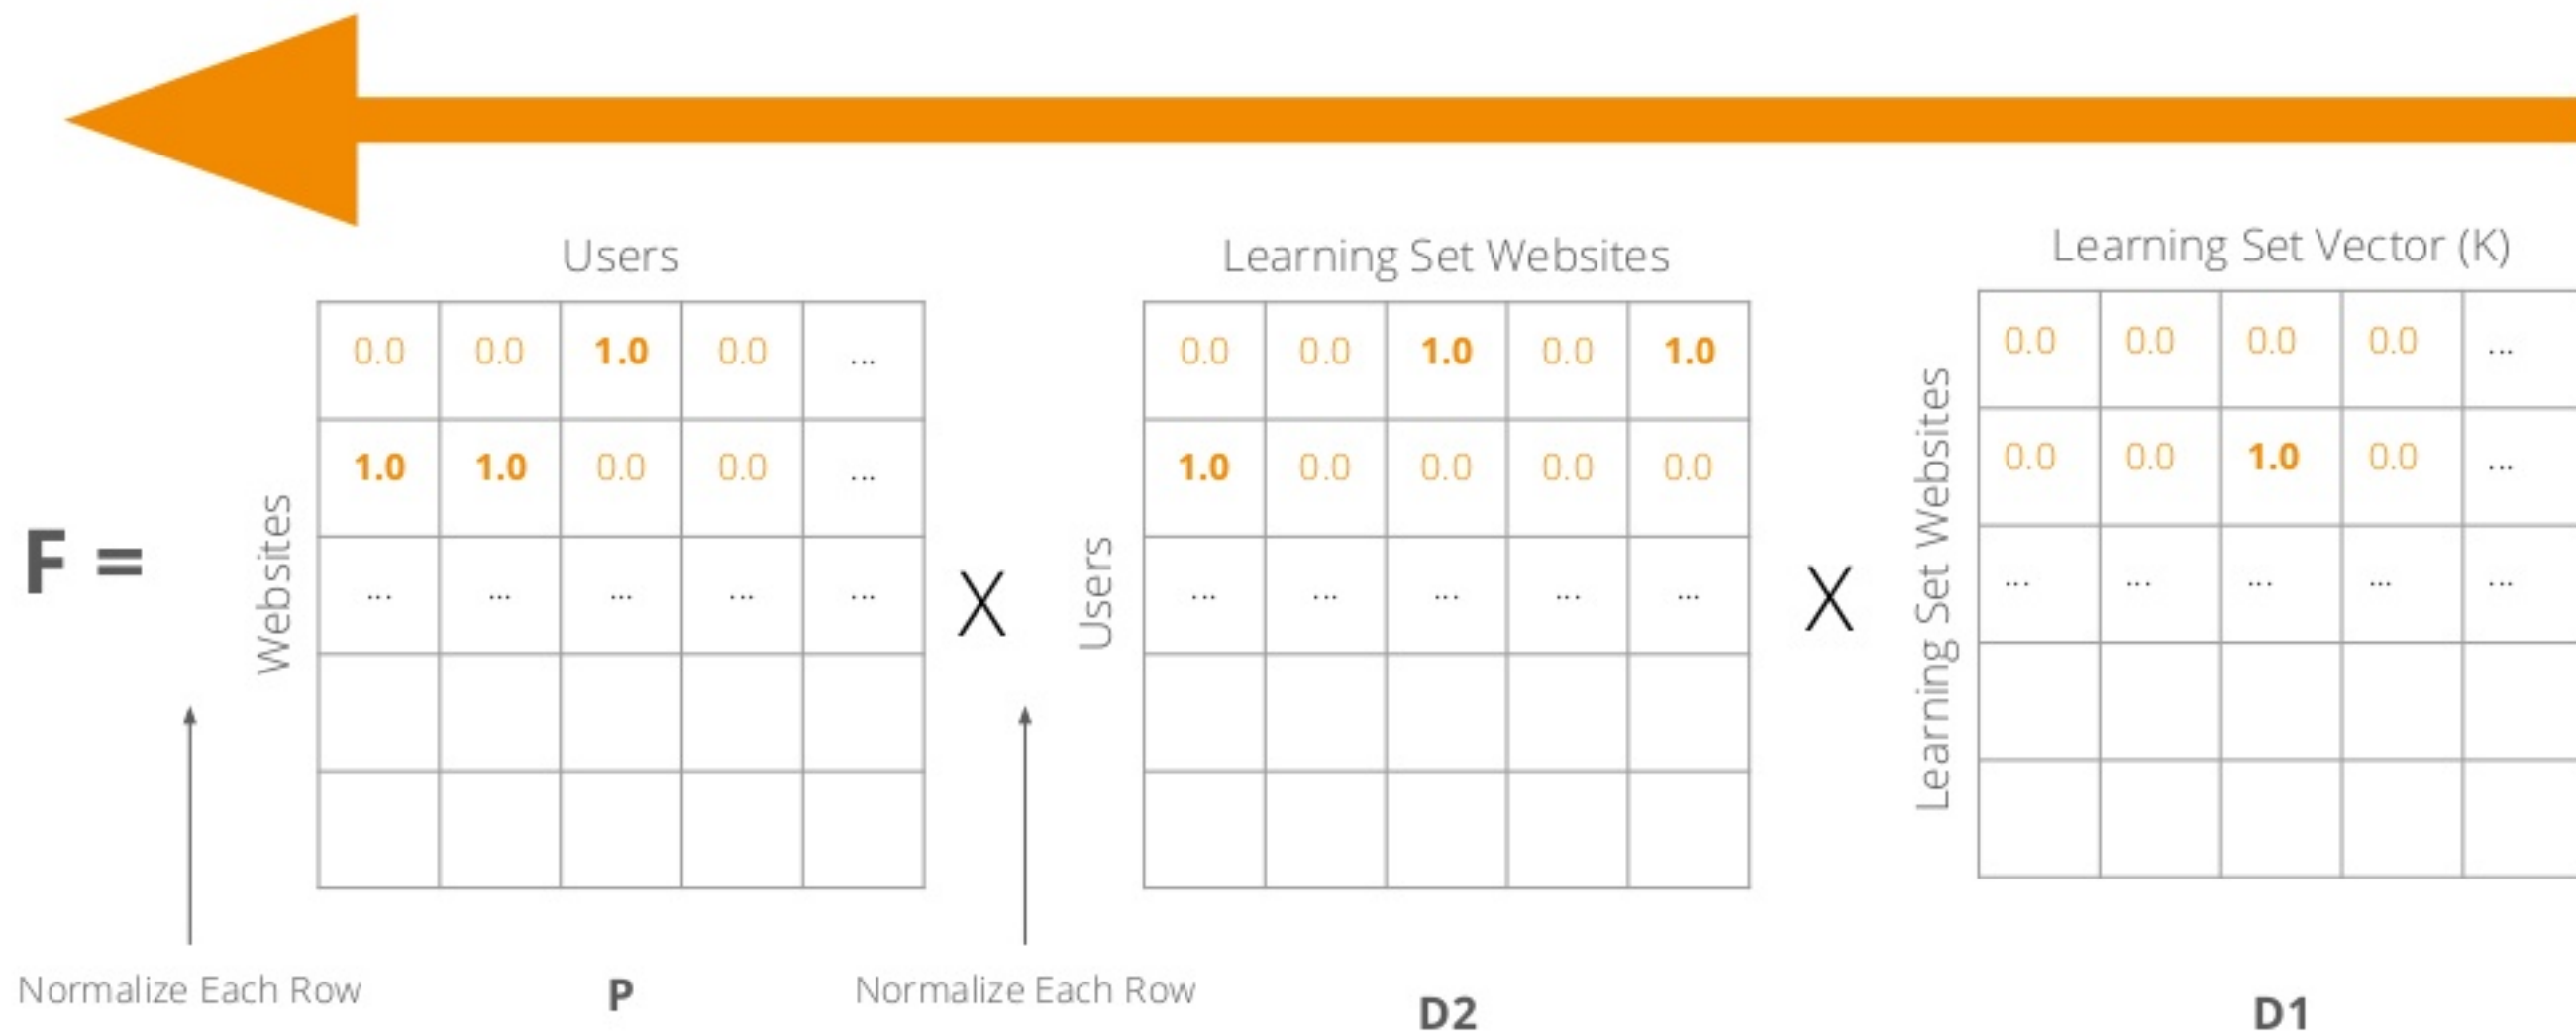 Users
Learning Set Websites
Learning Set Vector (K)
F =
Websites
0.0 0.0 1.0 0.0 ...
1.0 1.0 0.0 0.0 ...
... ... ... ... ...
X
Users
0.0 0.0 1.0 0.0 1.0
1.0 0.0 0.0 0.0 0.0
... ... ... ... ...
X
Learning Set Websites
0.0 0.0 0.0 0.0 ...
0.0 0.0 1.0 0.0 ...
... ... ... ... ...
Normalize Each Row
P
Normalize Each Row
D2
D1